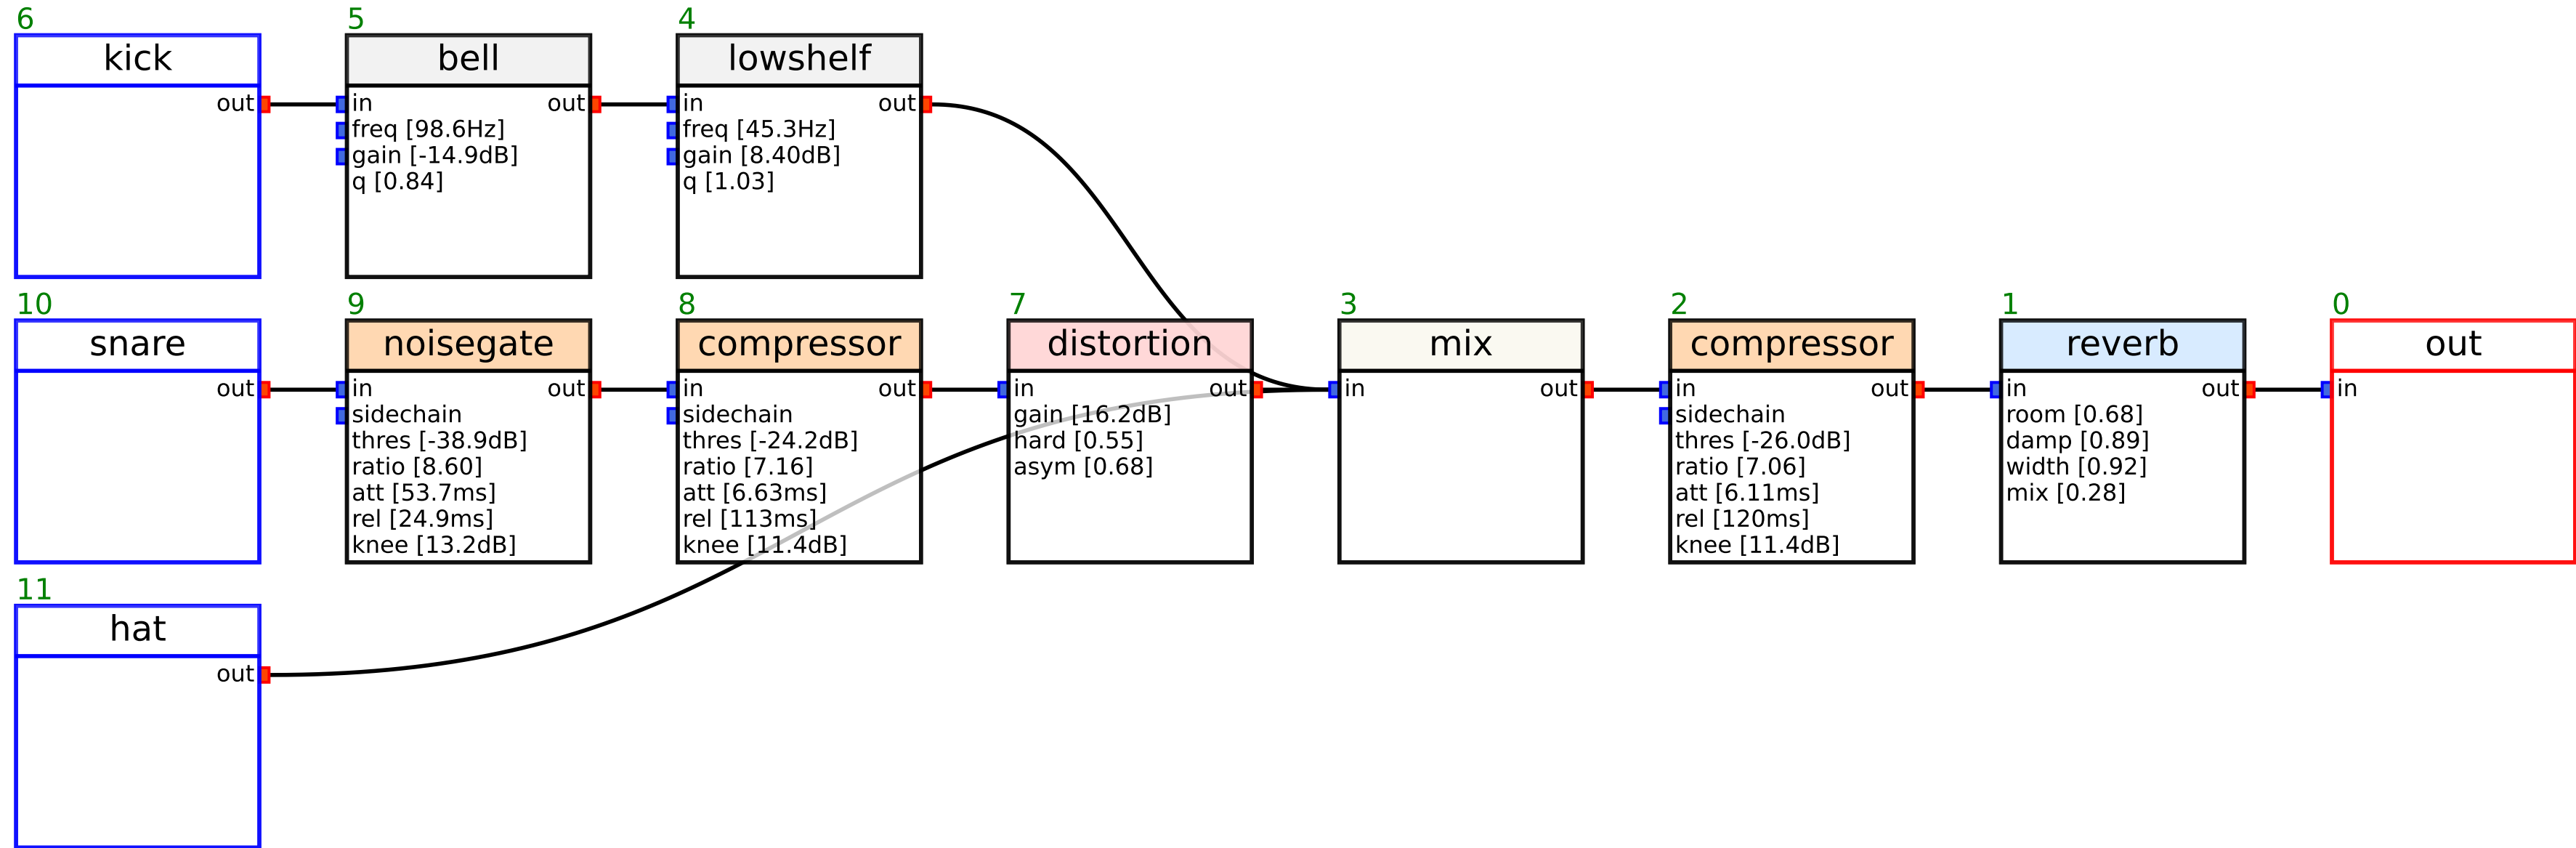 6
kick
out
5
bell
in out
freq [98.6Hz]
gain [-14.9dB]
q [0.84]
4
lowshelf
in out
freq [45.3Hz]
gain [8.40dB]
q [1.03]
10
snare
out
9
noisegate
in out
sidechain
thres [-38.9dB]
ratio [8.60]
att [53.7ms]
rel [24.9ms]
knee [13.2dB]
8
compressor
in out
sidechain
thres [-24.2dB]
ratio [7.16]
att [6.63ms]
rel [113ms]
knee [11.4dB]
7
distortion
in out
gain [16.2dB]
hard [0.55]
asym [0.68]
3
mix
in out
2
compressor
in out
sidechain
thres [-26.0dB]
ratio [7.06]
att [6.11ms]
rel [120ms]
knee [11.4dB]
1
reverb
in out
room [0.68]
damp [0.89]
width [0.92]
mix [0.28]
0
out
in
11
hat
out